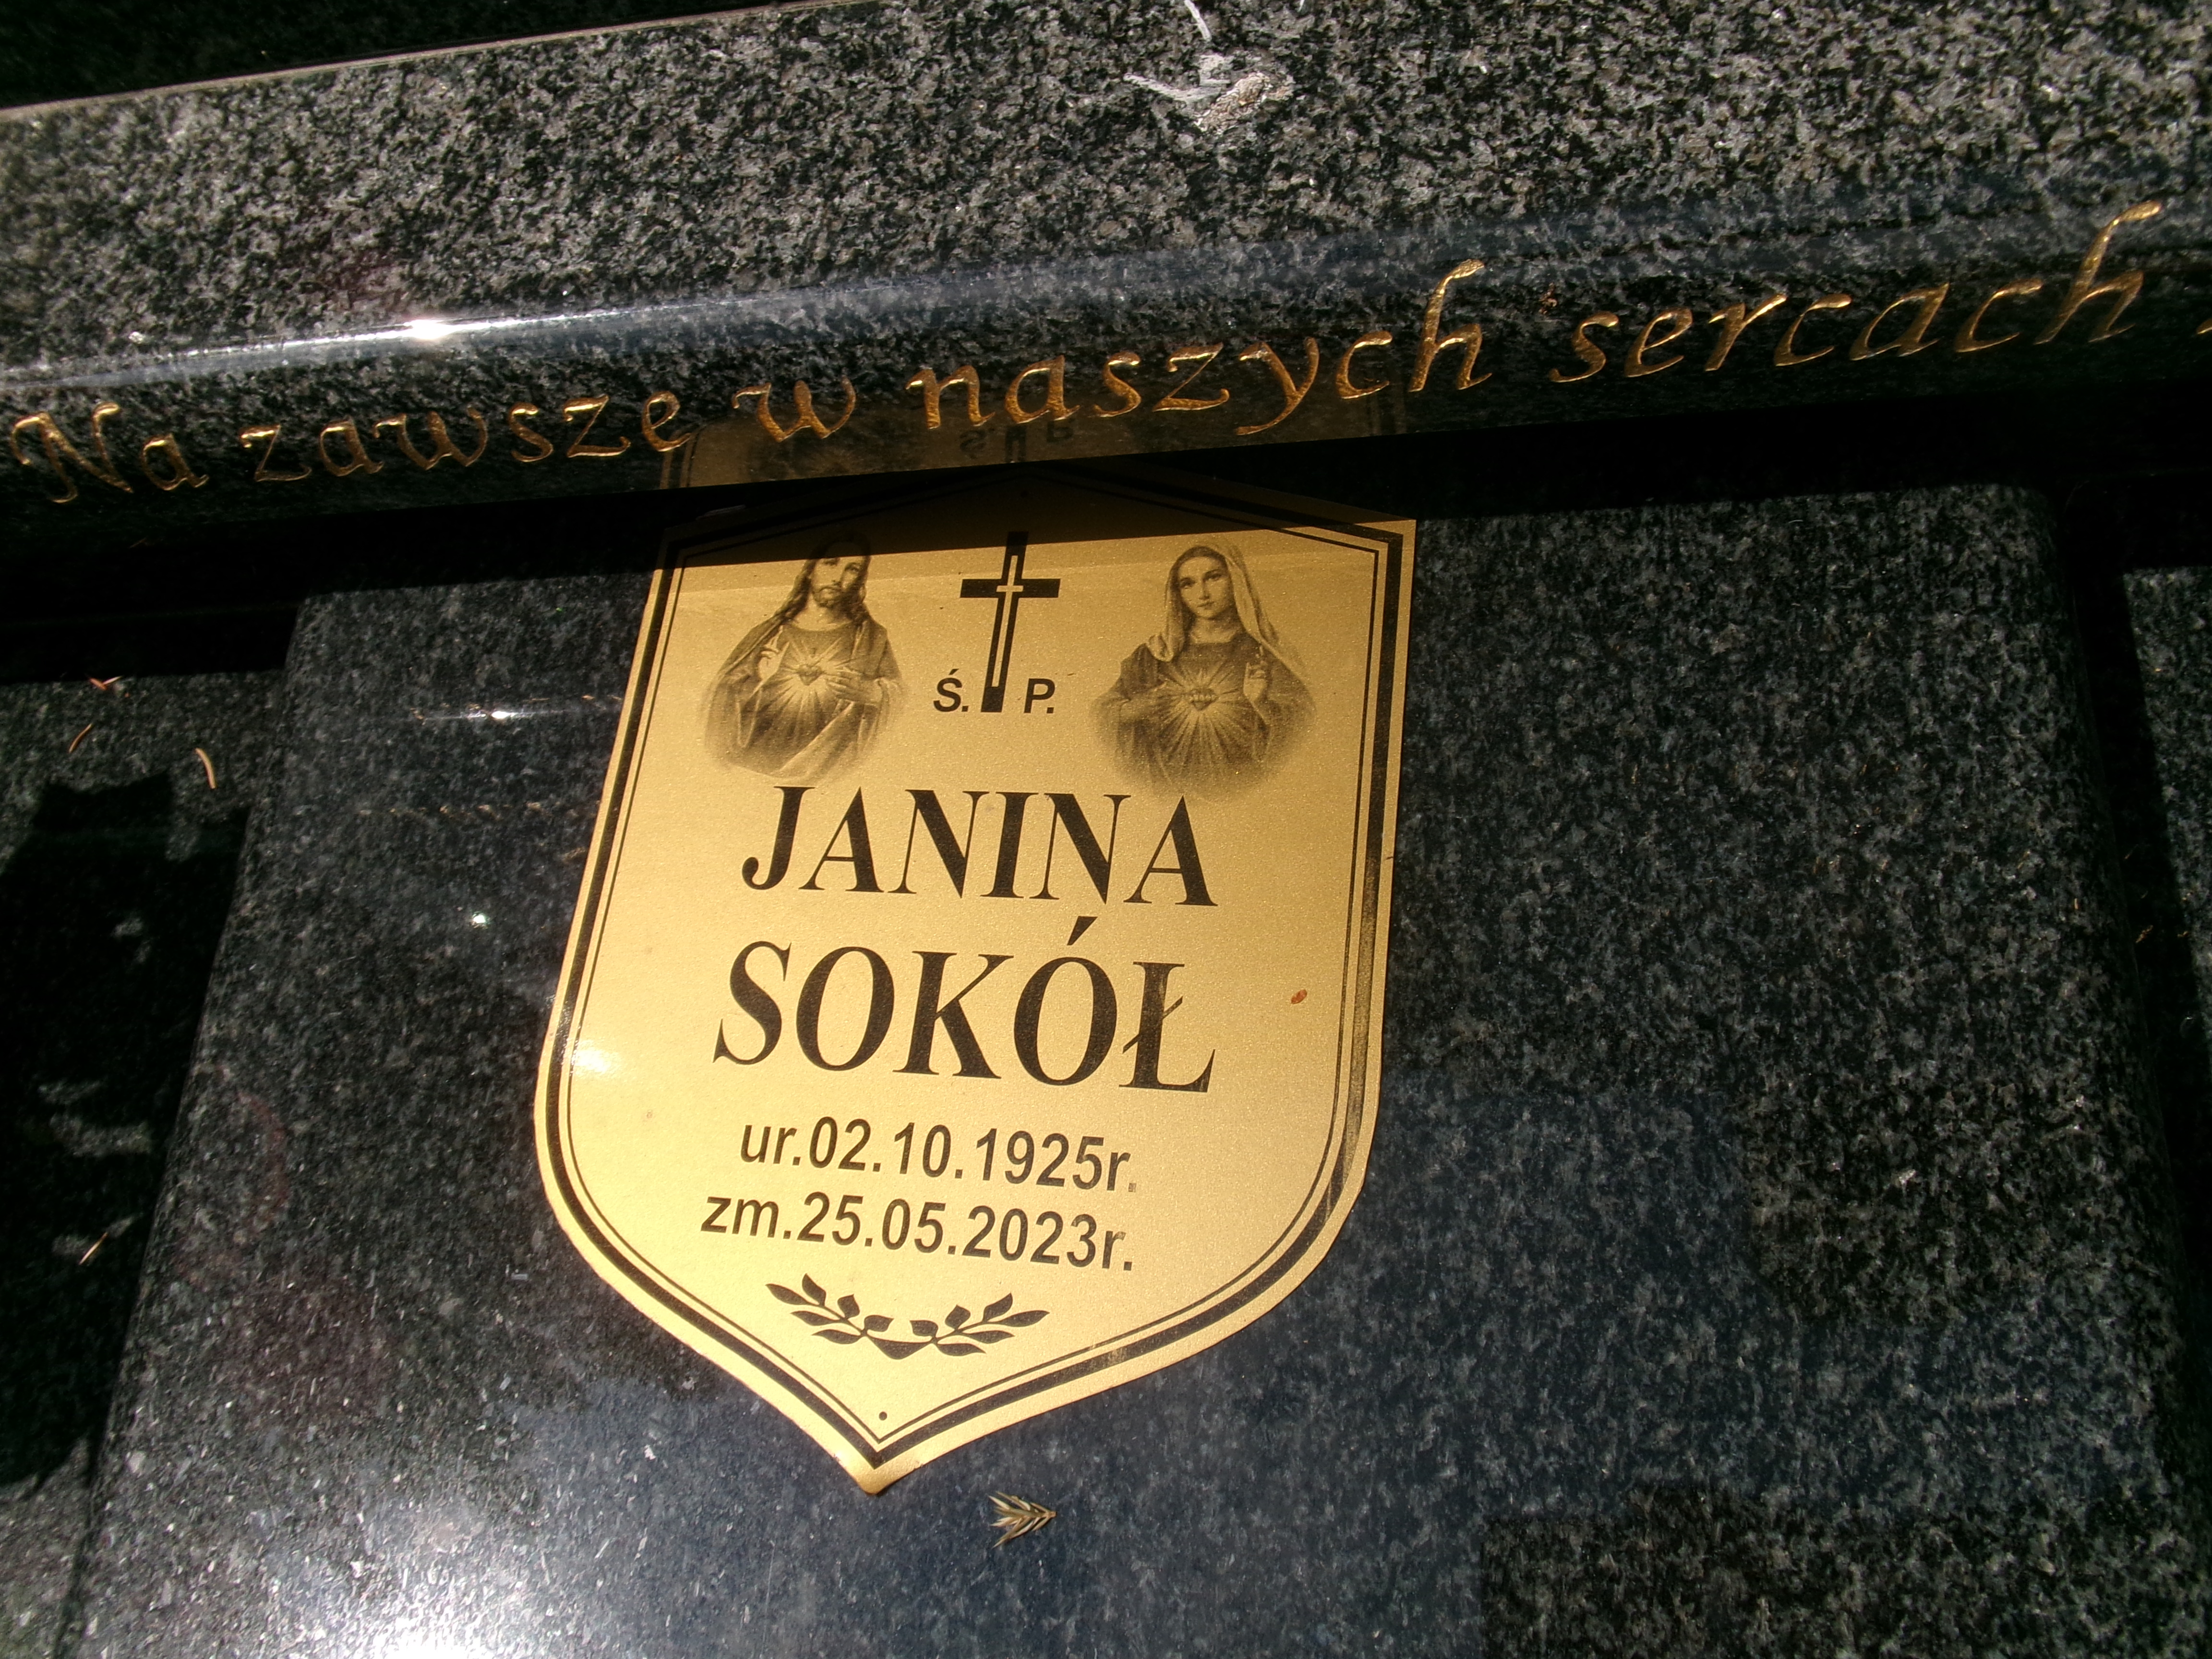 Na zawsze w naszych sercach
Ś. P.
JANINA
SOKÓŁ
ur.02.10.1925r.
zm.25.05.2023r.